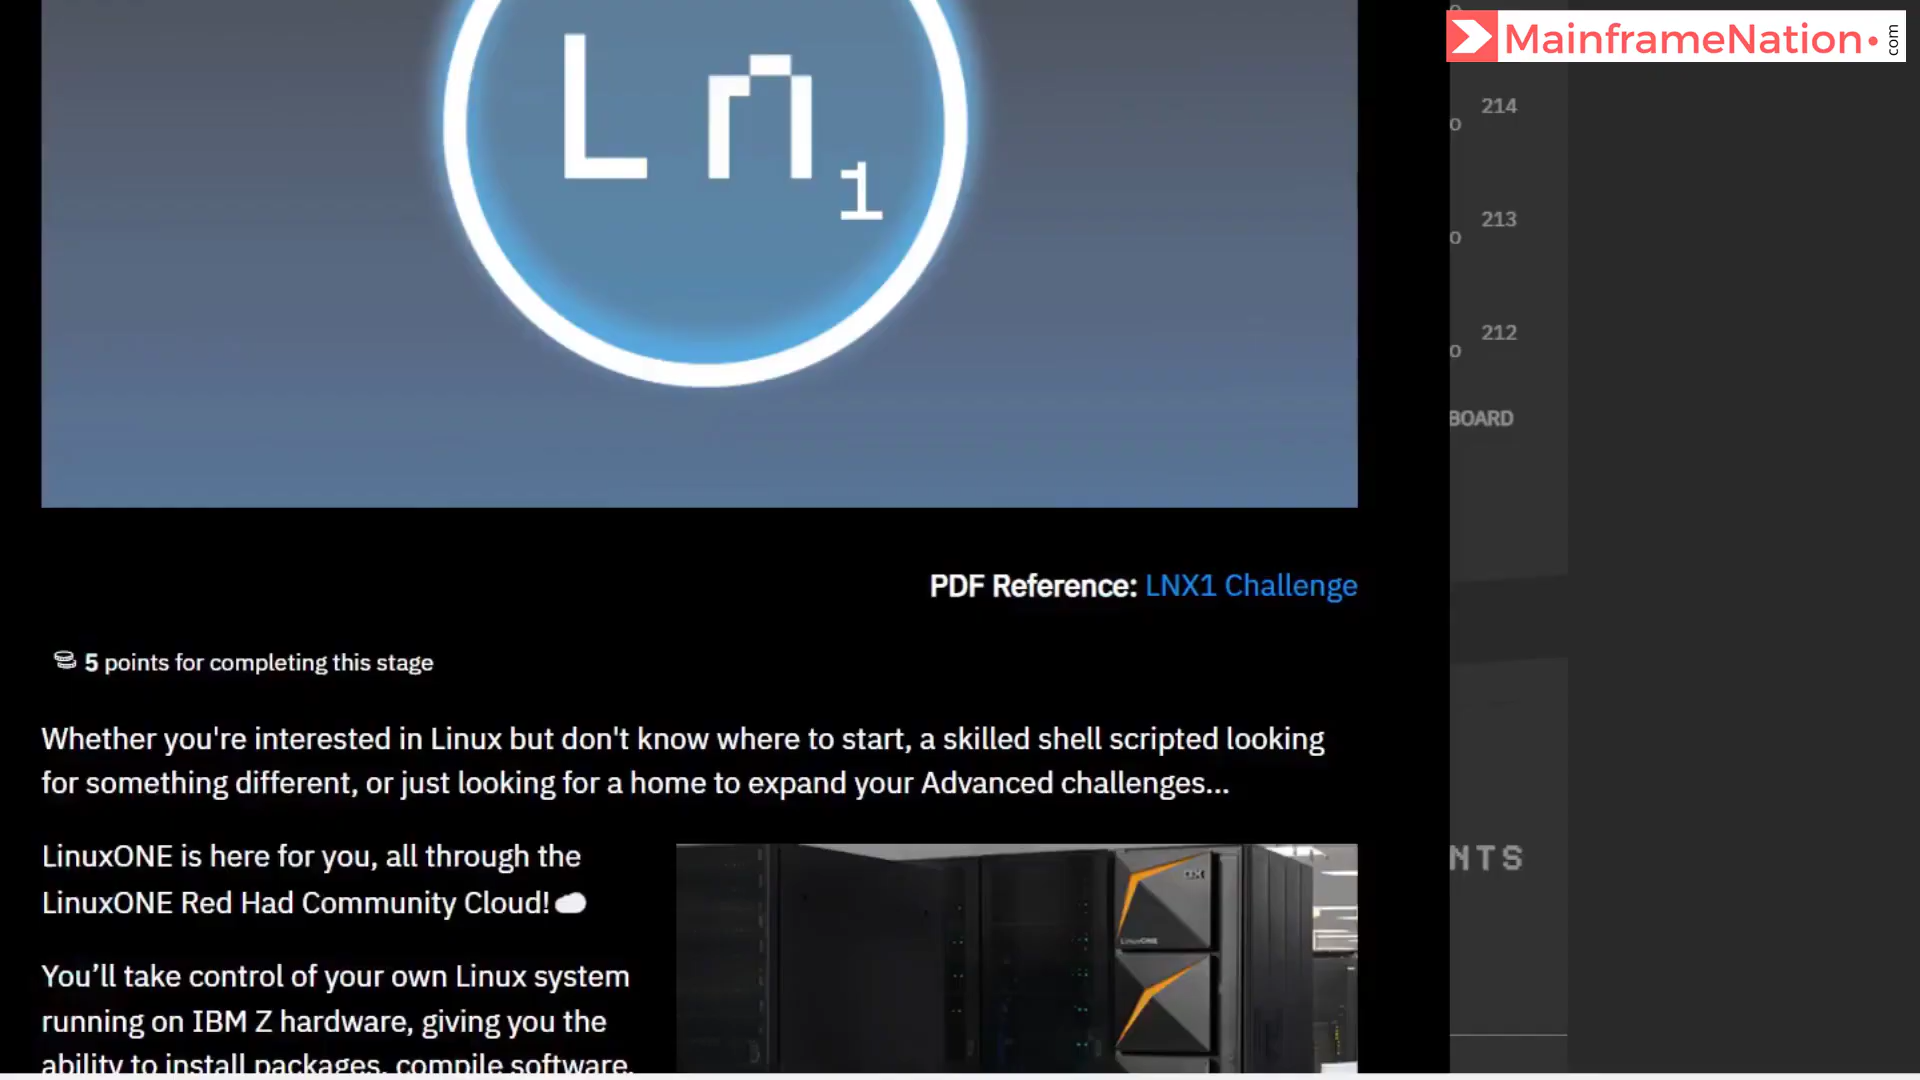 MainframeNation.com
Ln1
214
213
212
BOARD
PDF Reference: LNX1 Challenge
5 points for completing this stage
Whether you're interested in Linux but don't know where to start, a skilled shell scripted looking
for something different, or just looking for a home to expand your Advanced challenges...
LinuxONE is here for you, all through the
LinuxONE Red Had Community Cloud!
NTS
LinuxONE
You’ll take control of your own Linux system
running on IBM Z hardware, giving you the
ability to install packages, compile software,